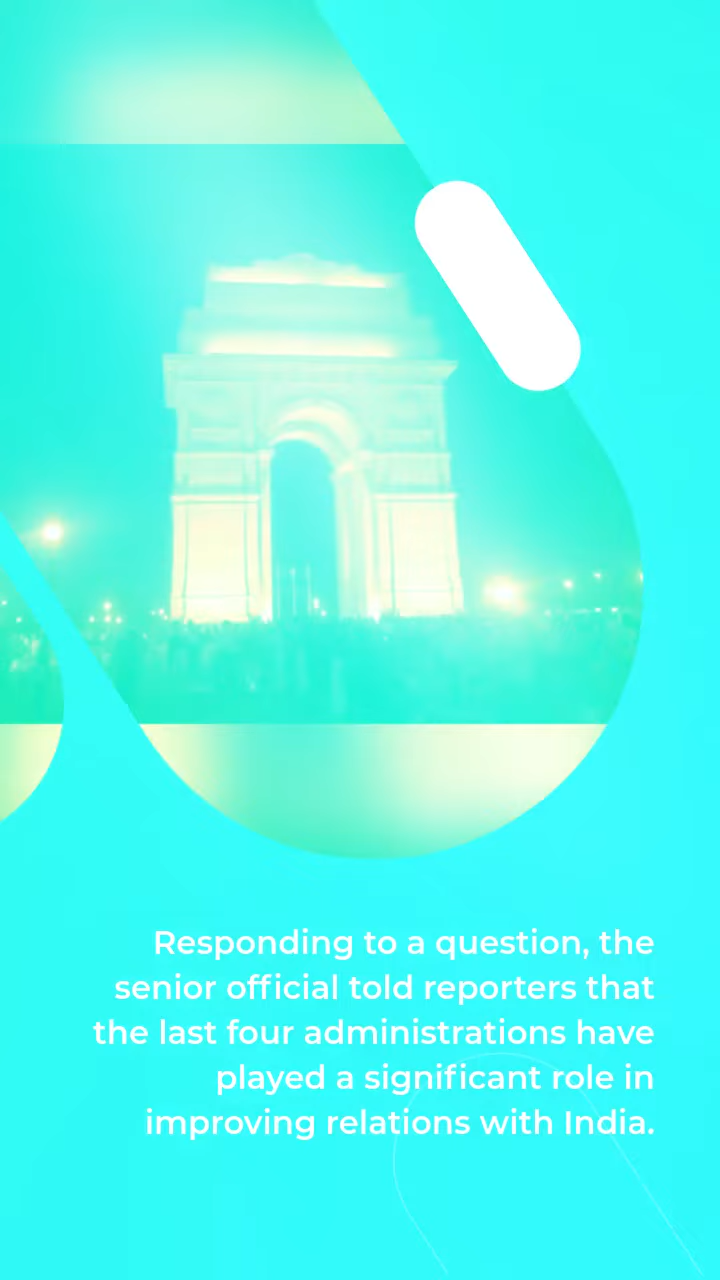 Responding to a question, the
senior official told reporters that
the last four administrations have
played a significant role in
improving relations with India.